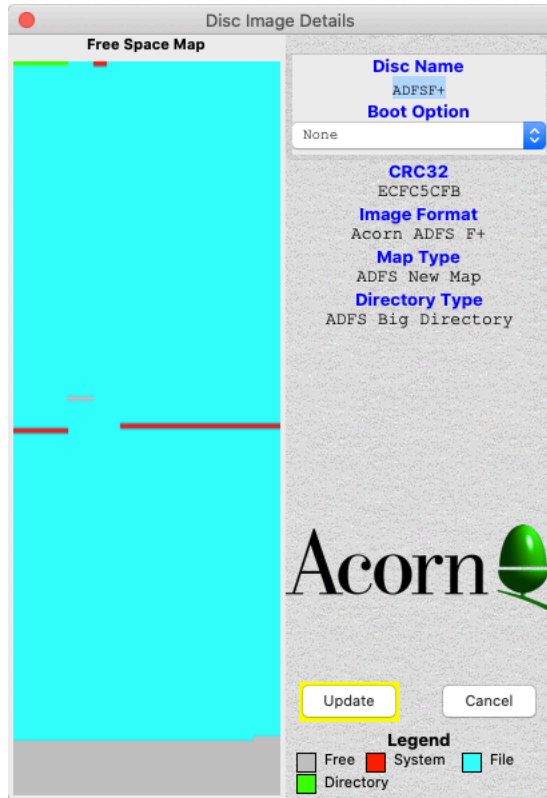 Disc Image Details
Free Space Map
Disc Name
ADFSF+
Boot Option
None
CRC32
ECFC5CFB
Image Format
Acorn ADFS F+
Map Type
ADFS New Map
Directory Type
ADFS Big Directory
Acorn
Update
Cancel
Legend
Free
System
File
Directory